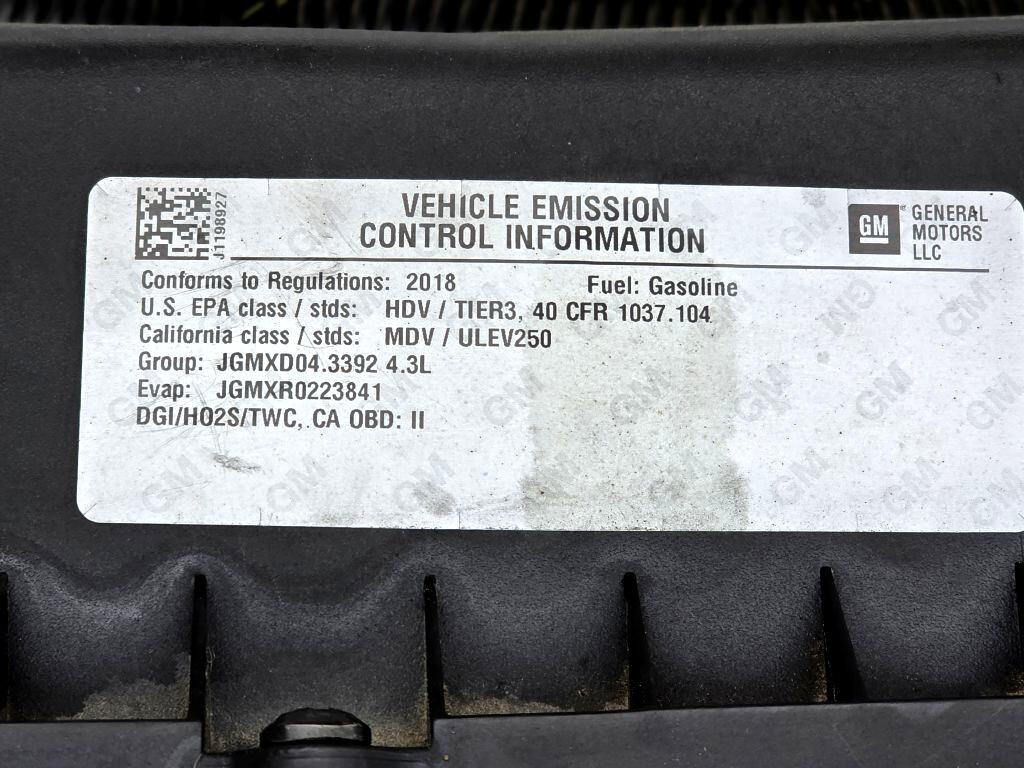 J1198927
VEHICLE EMISSION
CONTROL INFORMATION
GM
GENERAL
MOTORS
LLC
Conforms to Regulations: 2018 Fuel: Gasoline
U.S. EPA class / stds: HDV / TIER3, 40 CFR 1037.104
California class / stds: MDV / ULEV250
Group: JGMXD04.3392 4.3L
Evap: JGMXR0223841
DGI/HO2S/TWC, CA OBD: II